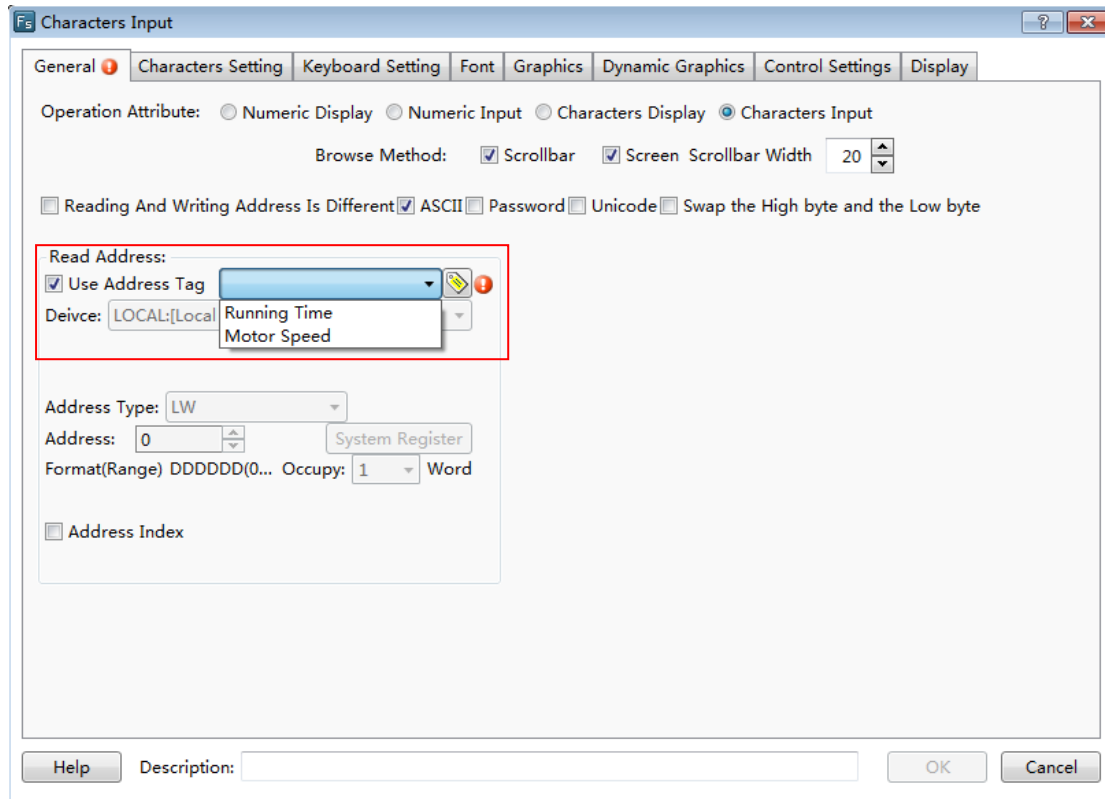 Fs Characters Input
General Characters Setting Keyboard Setting Font Graphics Dynamic Graphics Control Settings Display
Operation Attribute: Numeric Display Numeric Input Characters Display Characters Input
Browse Method: Scrollbar Screen Scrollbar Width 20
Reading And Writing Address Is Different ASCII Password Unicode Swap the High byte and the Low byte
Read Address:
Use Address Tag
Deivce: LOCAL:[Local
Running Time
Motor Speed
Address Type: LW
Address: 0 System Register
Format(Range) DDDDDD(0... Occupy: 1 Word
Address Index
Help Description: OK Cancel